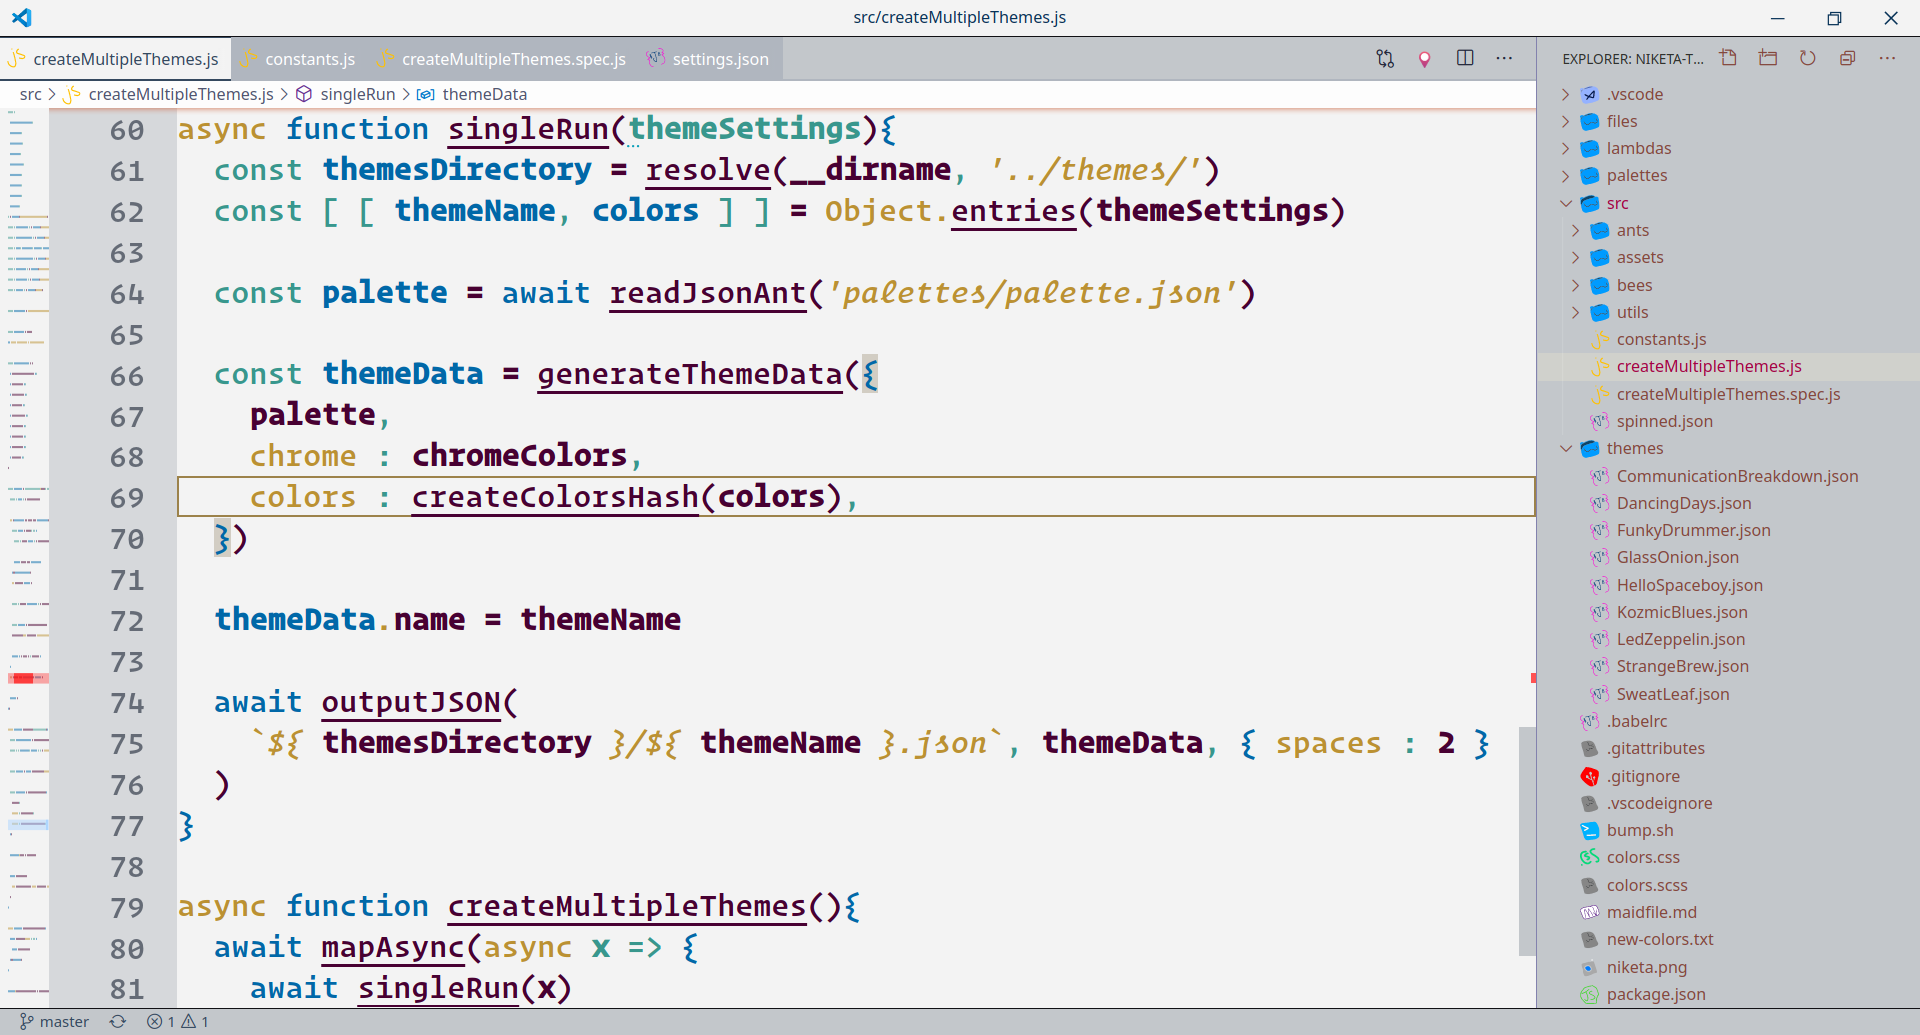 src/createMultipleThemes.js
createMultipleThemes.js constants.js createMultipleThemes.spec.js settings.json
src > createMultipleThemes.js > singleRun > themeData
60 async function singleRun(themeSettings){
61   const themesDirectory = resolve(__dirname, '../themes/')
62   const [ [ themeName, colors ] ] = Object.entries(themeSettings)
63
64   const palette = await readJsonAnt('palettes/palette.json')
65
66   const themeData = generateThemeData({
67     palette,
68     chrome : chromeColors,
69     colors : createColorsHash(colors),
70   })
71
72   themeData.name = themeName
73
74   await outputJSON(
75     `${ themesDirectory }/${ themeName }.json`, themeData, { spaces : 2 }
76   )
77 }
78
79 async function createMultipleThemes(){
80   await mapAsync(async x => {
81     await singleRun(x)
EXPLORER: NIKETA-T...
.vscode
files
lambdas
palettes
src
ants
assets
bees
utils
constants.js
createMultipleThemes.js
createMultipleThemes.spec.js
spinned.json
themes
CommunicationBreakdown.json
DancingDays.json
FunkyDrummer.json
GlassOnion.json
HelloSpaceboy.json
KozmicBlues.json
LedZeppelin.json
StrangeBrew.json
SweatLeaf.json
.babelrc
.gitattributes
.gitignore
.vscodeignore
bump.sh
colors.css
colors.scss
maidfile.md
new-colors.txt
niketa.png
package.json
master 1 1